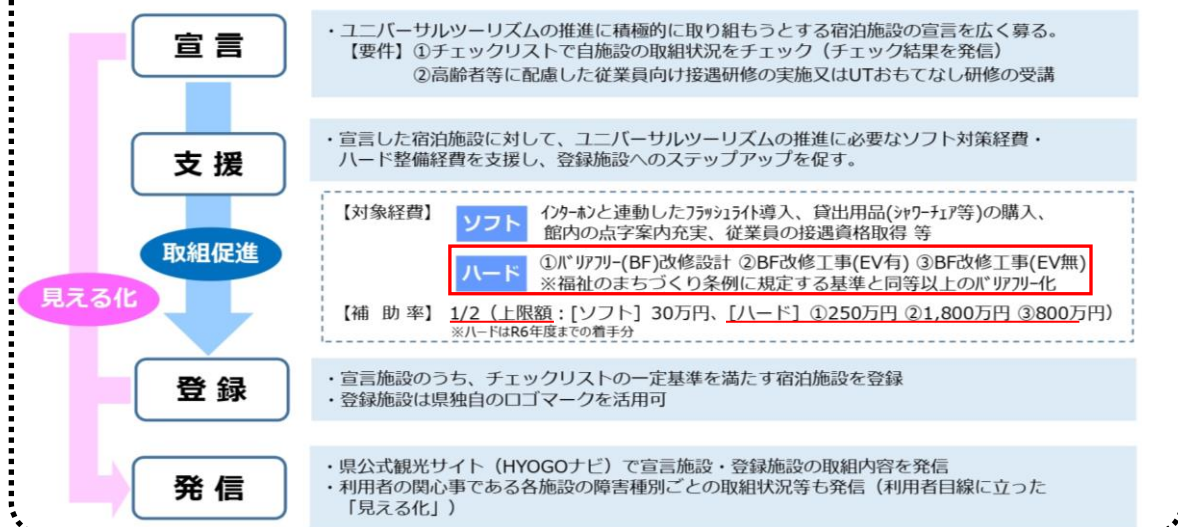 宣言
・ユニバーサルツーリズムの推進に積極的に取り組もうとする宿泊施設の宣言を広く募る。
【要件】①チェックリストで自施設の取組状況をチェック（チェック結果を発信）
②高齢者等に配慮した従業員向け接遇研修の実施又はUTおもてなし研修の受講
支援
・宣言した宿泊施設に対して、ユニバーサルツーリズムの推進に必要なソフト対策経費・
ハード整備経費を支援し、登録施設へのステップアップを促す。
【対象経費】
ソフト
ｲﾝﾀｰﾎﾝと連動したﾌﾗｯｼｭﾗｲﾄ導入、貸出用品(ｼｬﾜｰﾁｪｱ等)の購入、
館内の点字案内充実、従業員の接遇資格取得 等
ハード
①ﾊﾞﾘｱﾌﾘｰ(BF)改修設計 ②BF改修工事(EV有) ③BF改修工事(EV無)
※福祉のまちづくり条例に規定する基準と同等以上のﾊﾞﾘｱﾌﾘｰ化
【補 助 率】 1/2（上限額：[ソフト] 30万円、[ハード] ①250万円 ②1,800万円 ③800万円）
※ハードはR6年度までの着手分
取組促進
見える化
登録
・宣言施設のうち、チェックリストの一定基準を満たす宿泊施設を登録
・登録施設は県独自のロゴマークを活用可
発信
・県公式観光サイト（HYOGOナビ）で宣言施設・登録施設の取組内容を発信
・利用者の関心事である各施設の障害種別ごとの取組状況等も発信（利用者目線に立った
「見える化」）